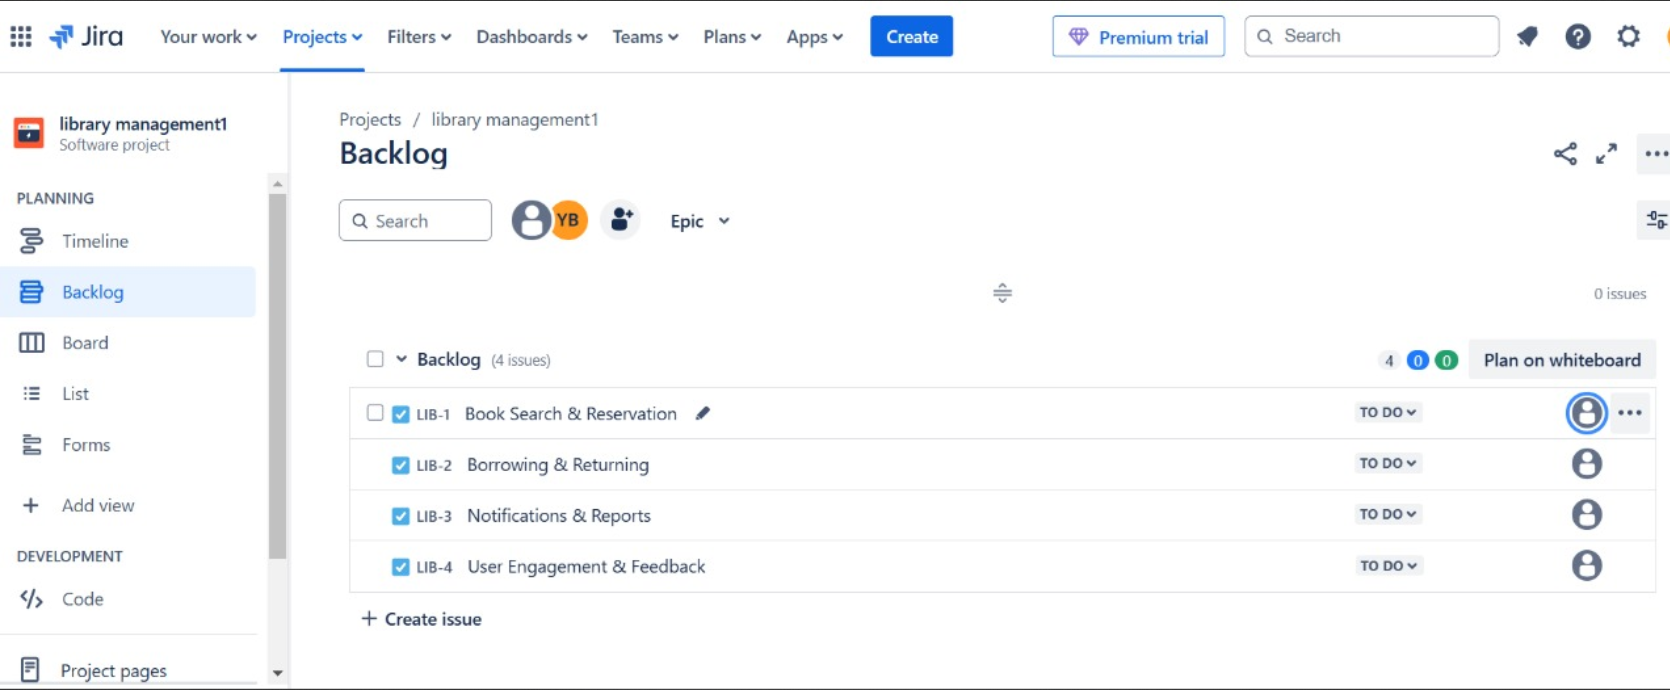 Jira Your work Projects Filters Dashboards Teams Plans Apps Create Premium trial Search
library management1
Software project
PLANNING
Timeline
Backlog
Board
List
Forms
Add view
DEVELOPMENT
Code
Project pages
Projects / library management1
Backlog
Search YB Epic
0 issues
Backlog (4 issues) 4 0 0 Plan on whiteboard
LIB-1 Book Search & Reservation TO DO
LIB-2 Borrowing & Returning TO DO
LIB-3 Notifications & Reports TO DO
LIB-4 User Engagement & Feedback TO DO
+ Create issue